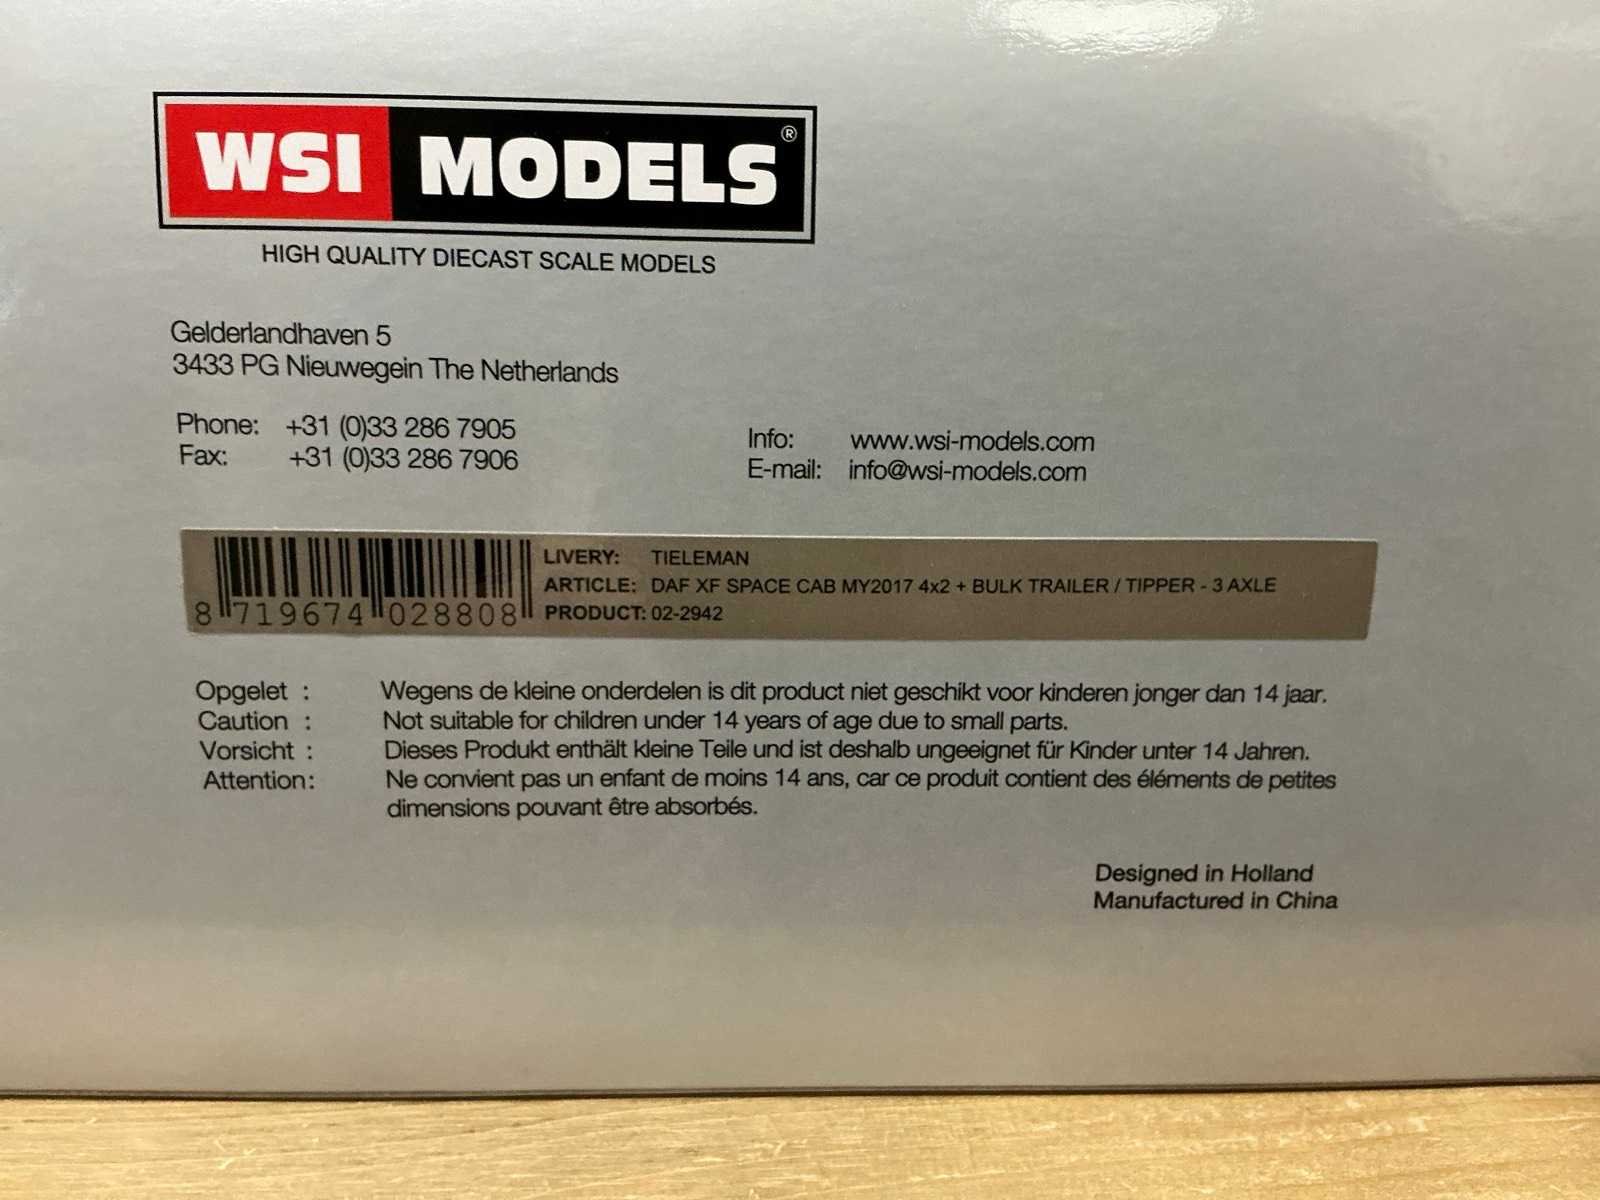 WSI MODELS®
HIGH QUALITY DIECAST SCALE MODELS
Gelderlandhaven 5
3433 PG Nieuwegein The Netherlands
Phone: +31 (0)33 286 7905
Fax: +31 (0)33 286 7906
Info: www.wsi-models.com
E-mail: info@wsi-models.com
LIVERY: TIELEMAN
ARTICLE: DAF XF SPACE CAB MY2017 4x2 + BULK TRAILER / TIPPER - 3 AXLE
PRODUCT: 02-2942
8 719674 028808
Opgelet : Wegens de kleine onderdelen is dit product niet geschikt voor kinderen jonger dan 14 jaar.
Caution : Not suitable for children under 14 years of age due to small parts.
Vorsicht : Dieses Produkt enthält kleine Teile und ist deshalb ungeeignet für Kinder unter 14 Jahren.
Attention: Ne convient pas un enfant de moins 14 ans, car ce produit contient des éléments de petites
dimensions pouvant être absorbés.
Designed in Holland
Manufactured in China